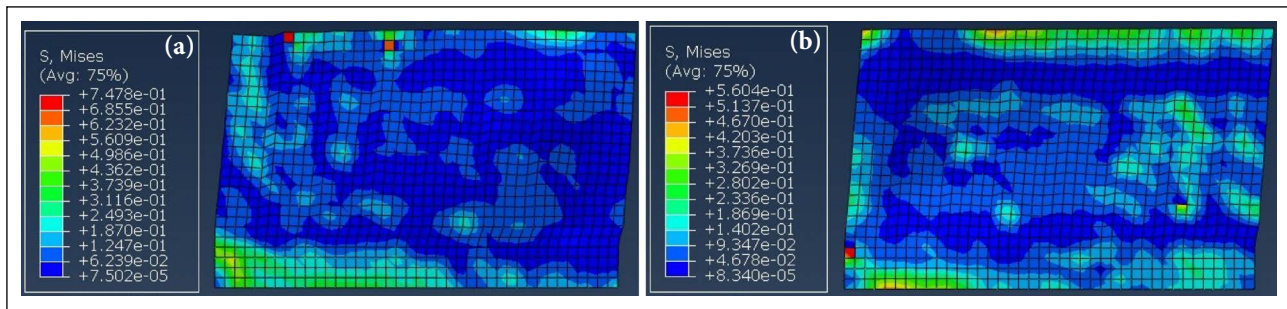 (a)
S, Mises
(Avg: 75%)
+7.478e-01
+6.855e-01
+6.232e-01
+5.609e-01
+4.986e-01
+4.362e-01
+3.739e-01
+3.116e-01
+2.493e-01
+1.870e-01
+1.247e-01
+6.239e-02
+7.502e-05
(b)
S, Mises
(Avg: 75%)
+5.604e-01
+5.137e-01
+4.670e-01
+4.203e-01
+3.736e-01
+3.269e-01
+2.802e-01
+2.336e-01
+1.869e-01
+1.402e-01
+9.347e-02
+4.678e-02
+8.340e-05